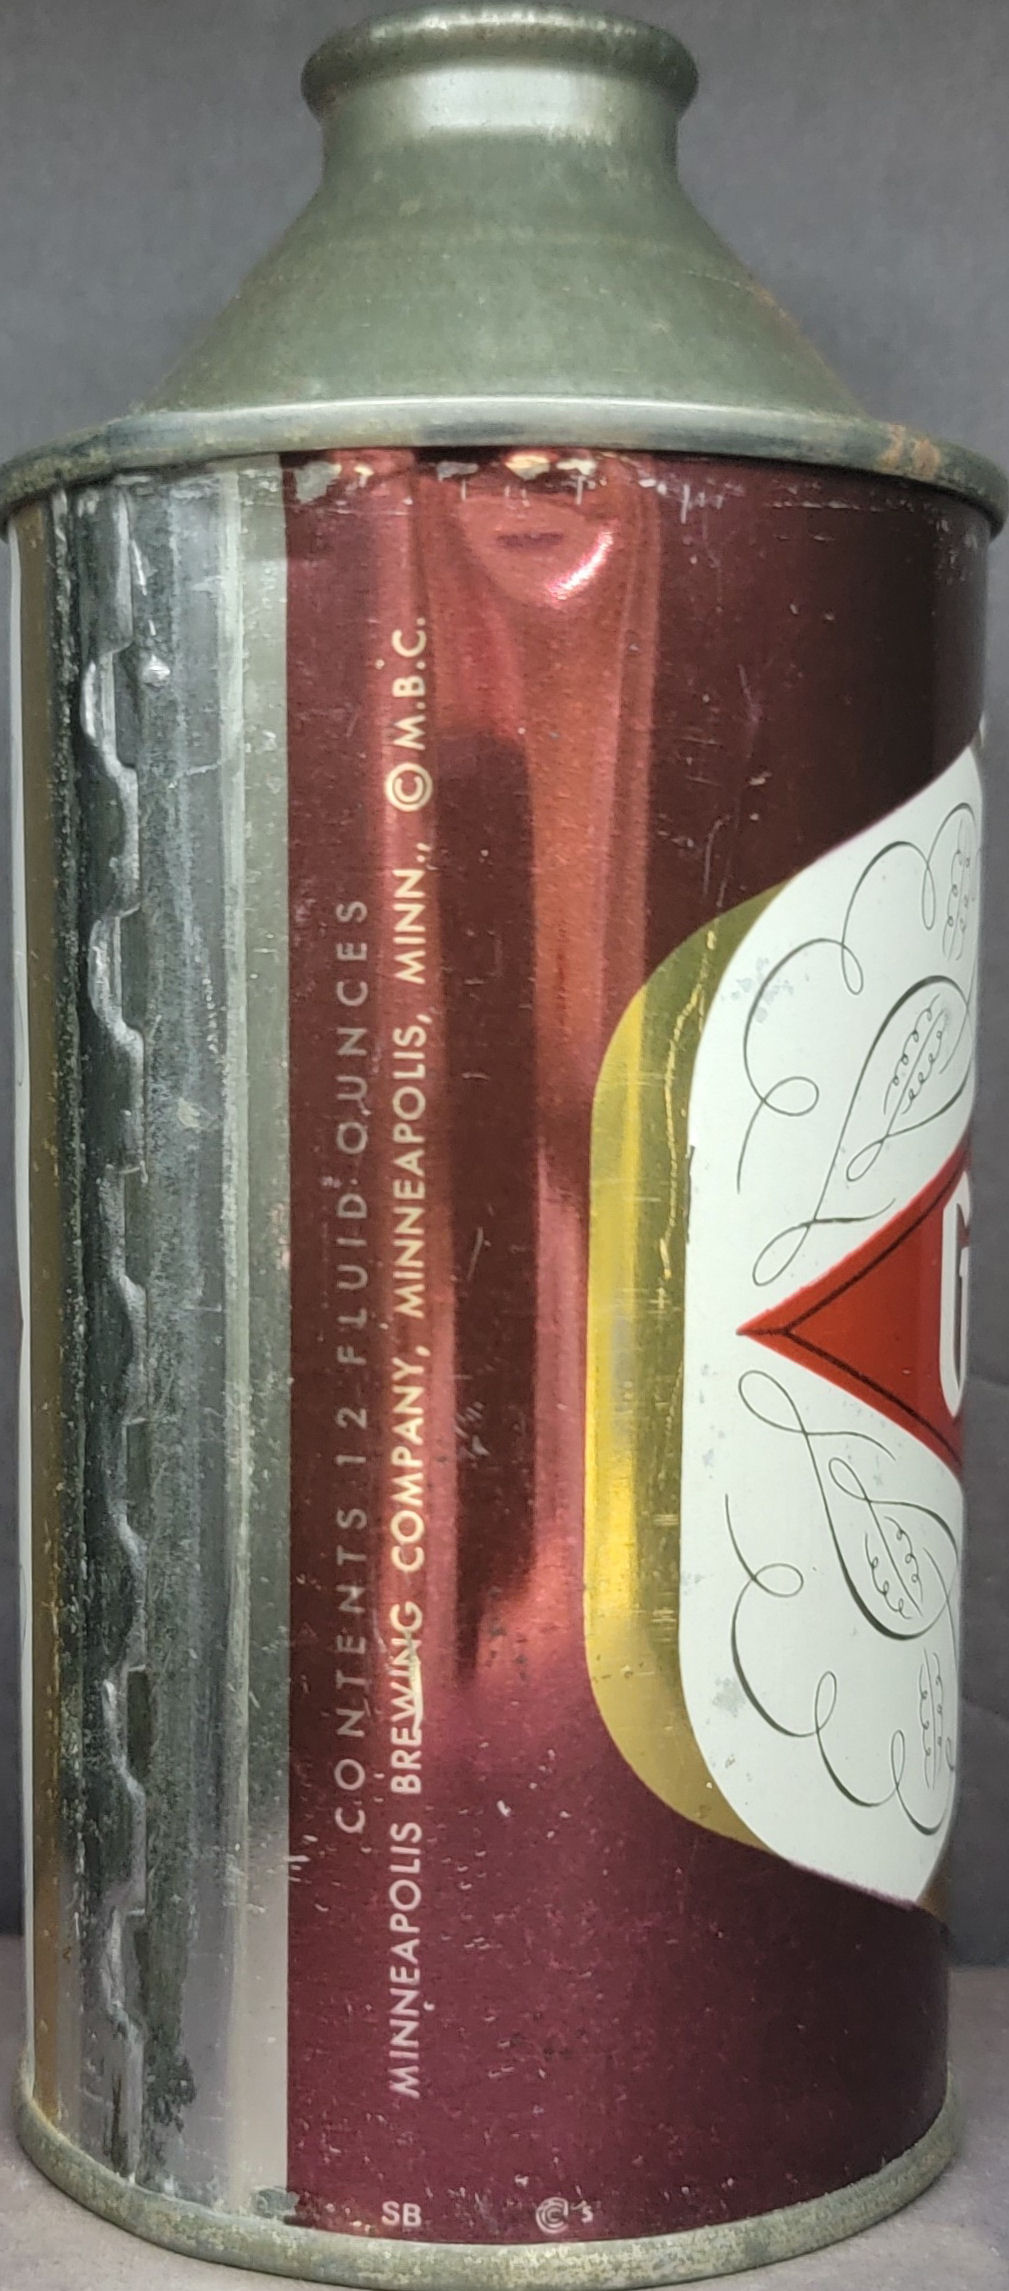 CONTENTS 12 FLUID OUNCES
MINNEAPOLIS BREWING COMPANY, MINNEAPOLIS, MINN., © M.B.C.
SB
S